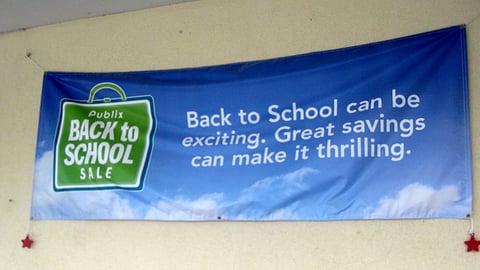 Publix
BACK to
SCHOOL
SALE
Back to School can be
exciting. Great savings
can make it thrilling.